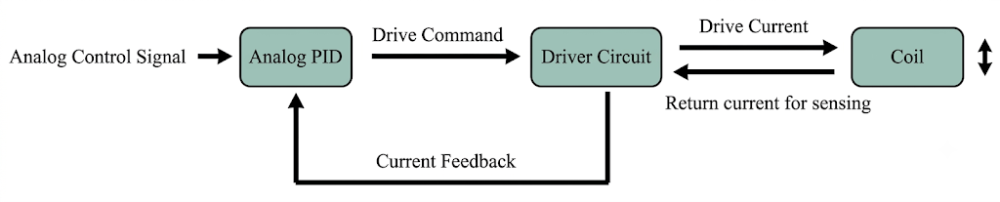 Analog Control Signal
Analog PID
Drive Command
Driver Circuit
Drive Current
Return current for sensing
Coil
Current Feedback